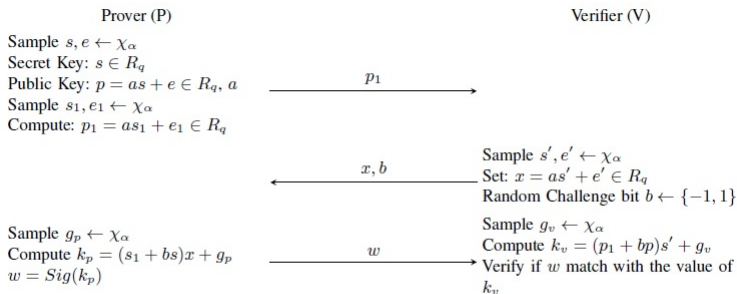 Prover (P) Verifier (V)
Sample s, e ← χα
Secret Key: s ∈ Rq
Public Key: p = as + e ∈ Rq, a
p1
Sample s1, e1 ← χα
Compute: p1 = as1 + e1 ∈ Rq
Sample s′, e′ ← χα
x, b
Set: x = as′ + e′ ∈ Rq
Random Challenge bit b ← {−1, 1}
Sample gp ← χα
Compute kp = (s1 + bs)x + gp
w = Sig(kp)
w
Sample gv ← χα
Compute kv = (p1 + bp)s′ + gv
Verify if w match with the value of
kv